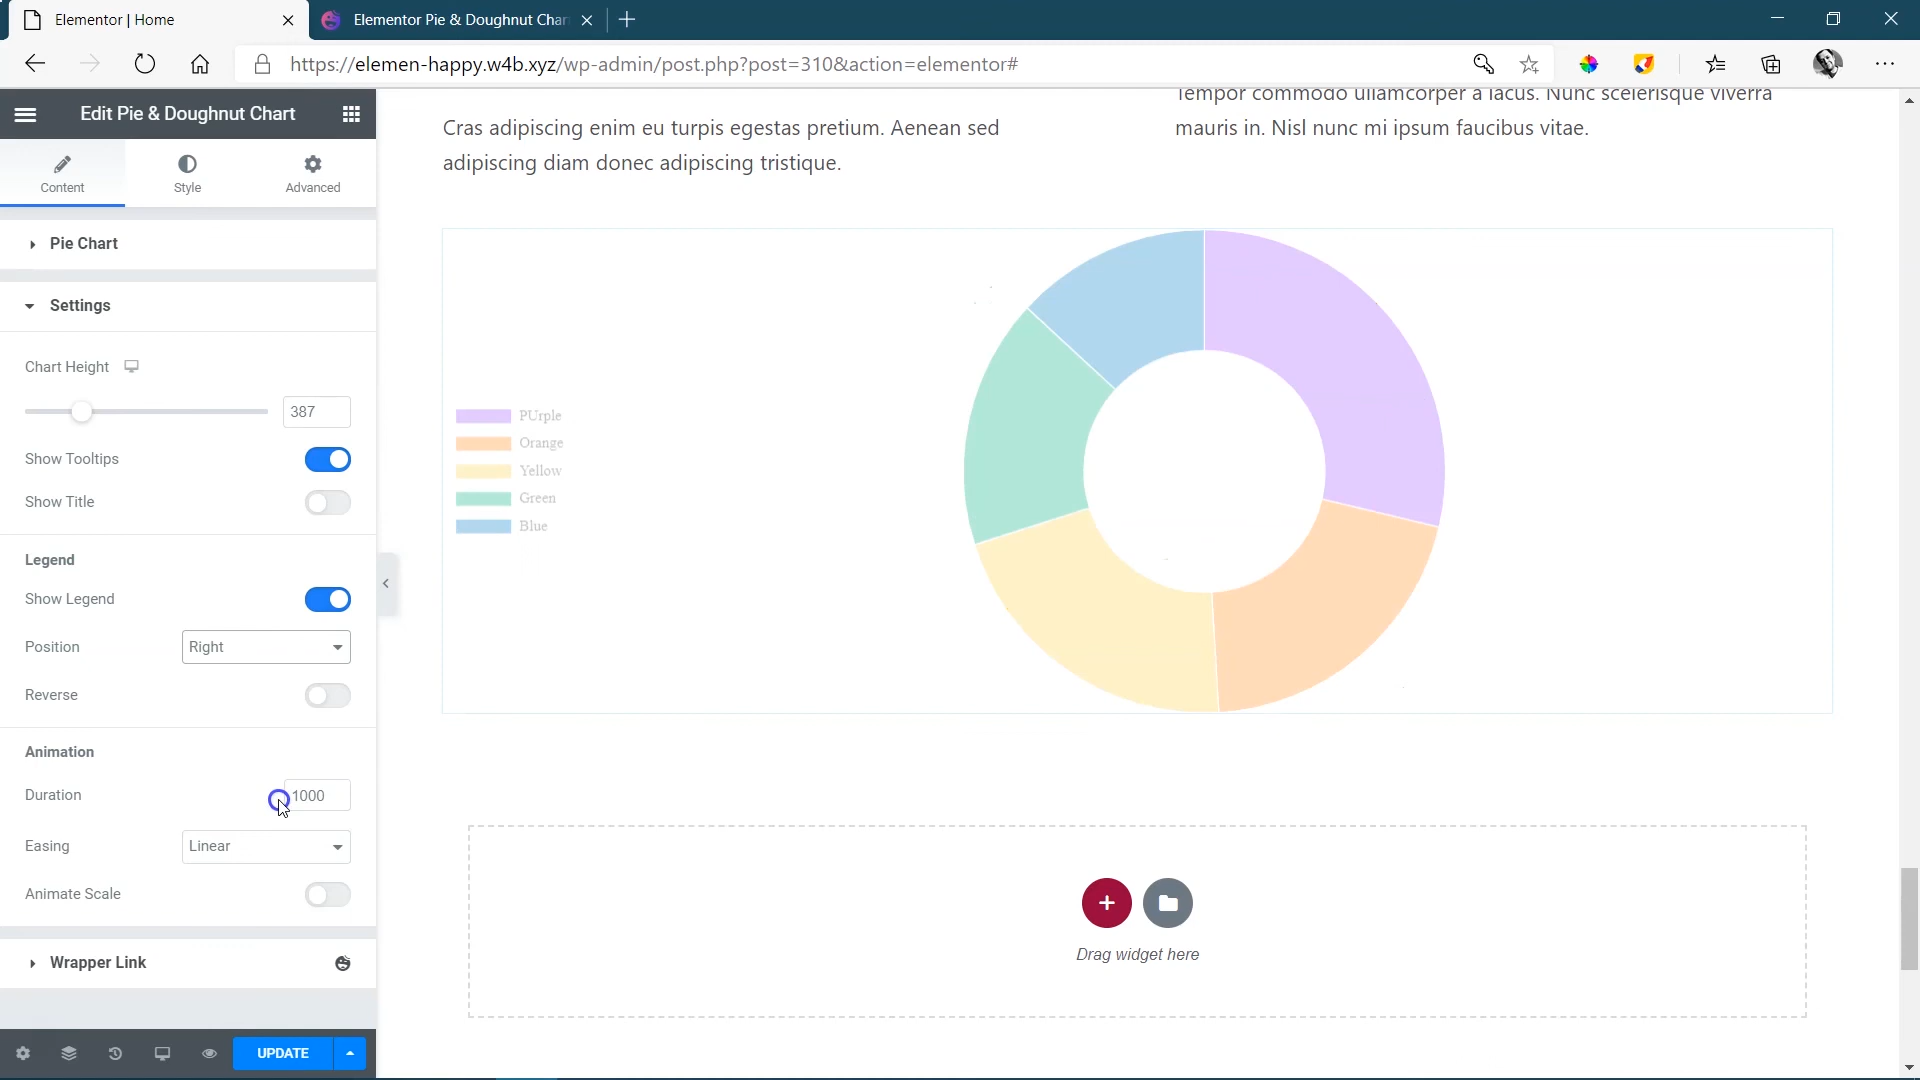 Elementor | Home
Elementor Pie & Doughnut Char
https://elemen-happy.w4b.xyz/wp-admin/post.php?post=310&action=elementor#
Edit Pie & Doughnut Chart
Content
Style
Advanced
Pie Chart
Settings
Chart Height
387
Show Tooltips
Show Title
Legend
Show Legend
Position
Right
Reverse
Animation
Duration
1000
Easing
Linear
Animate Scale
Wrapper Link
UPDATE
Cras adipiscing enim eu turpis egestas pretium. Aenean sed
adipiscing diam donec adipiscing tristique.
Tempor commodo ullamcorper a lacus. Nunc scelerisque viverra
mauris in. Nisl nunc mi ipsum faucibus vitae.
PUrple
Orange
Yellow
Green
Blue
Drag widget here